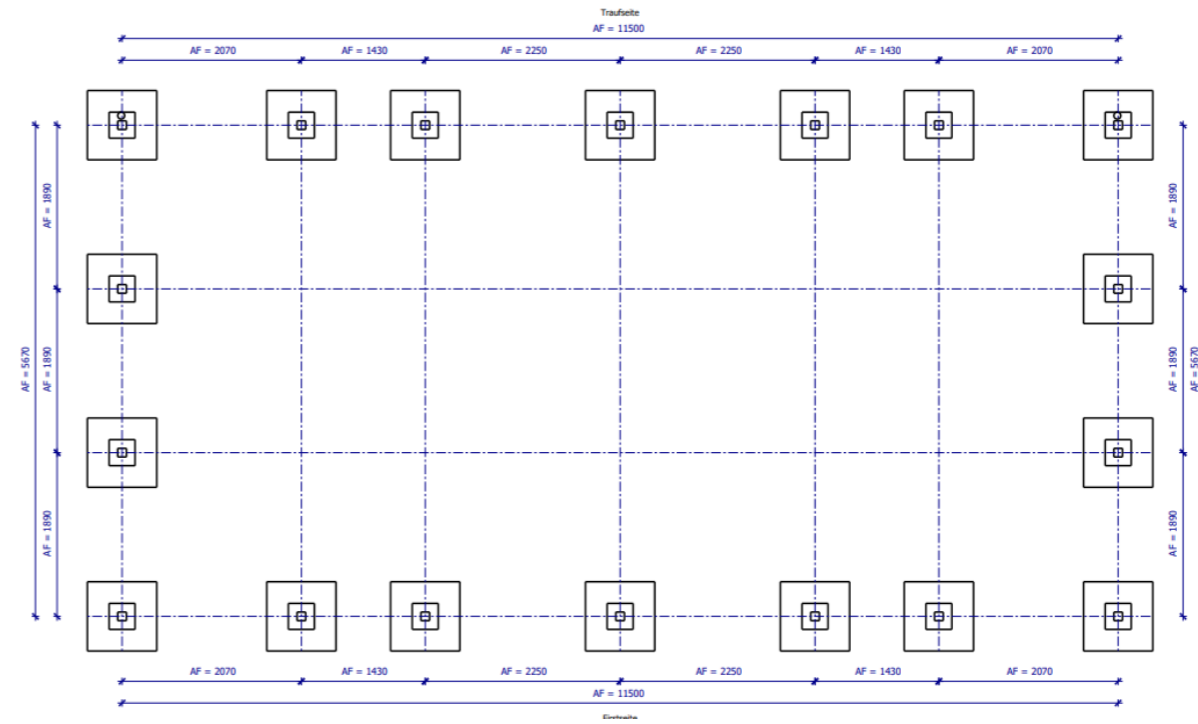 Traufseite
AF = 11500
AF = 2070
AF = 1430
AF = 2250
AF = 2250
AF = 1430
AF = 2070
AF = 1890
AF = 1890
AF = 5670
AF = 1890
AF = 1890
AF = 5670
AF = 1890
AF = 1890
AF = 2070
AF = 1430
AF = 2250
AF = 2250
AF = 1430
AF = 2070
AF = 11500